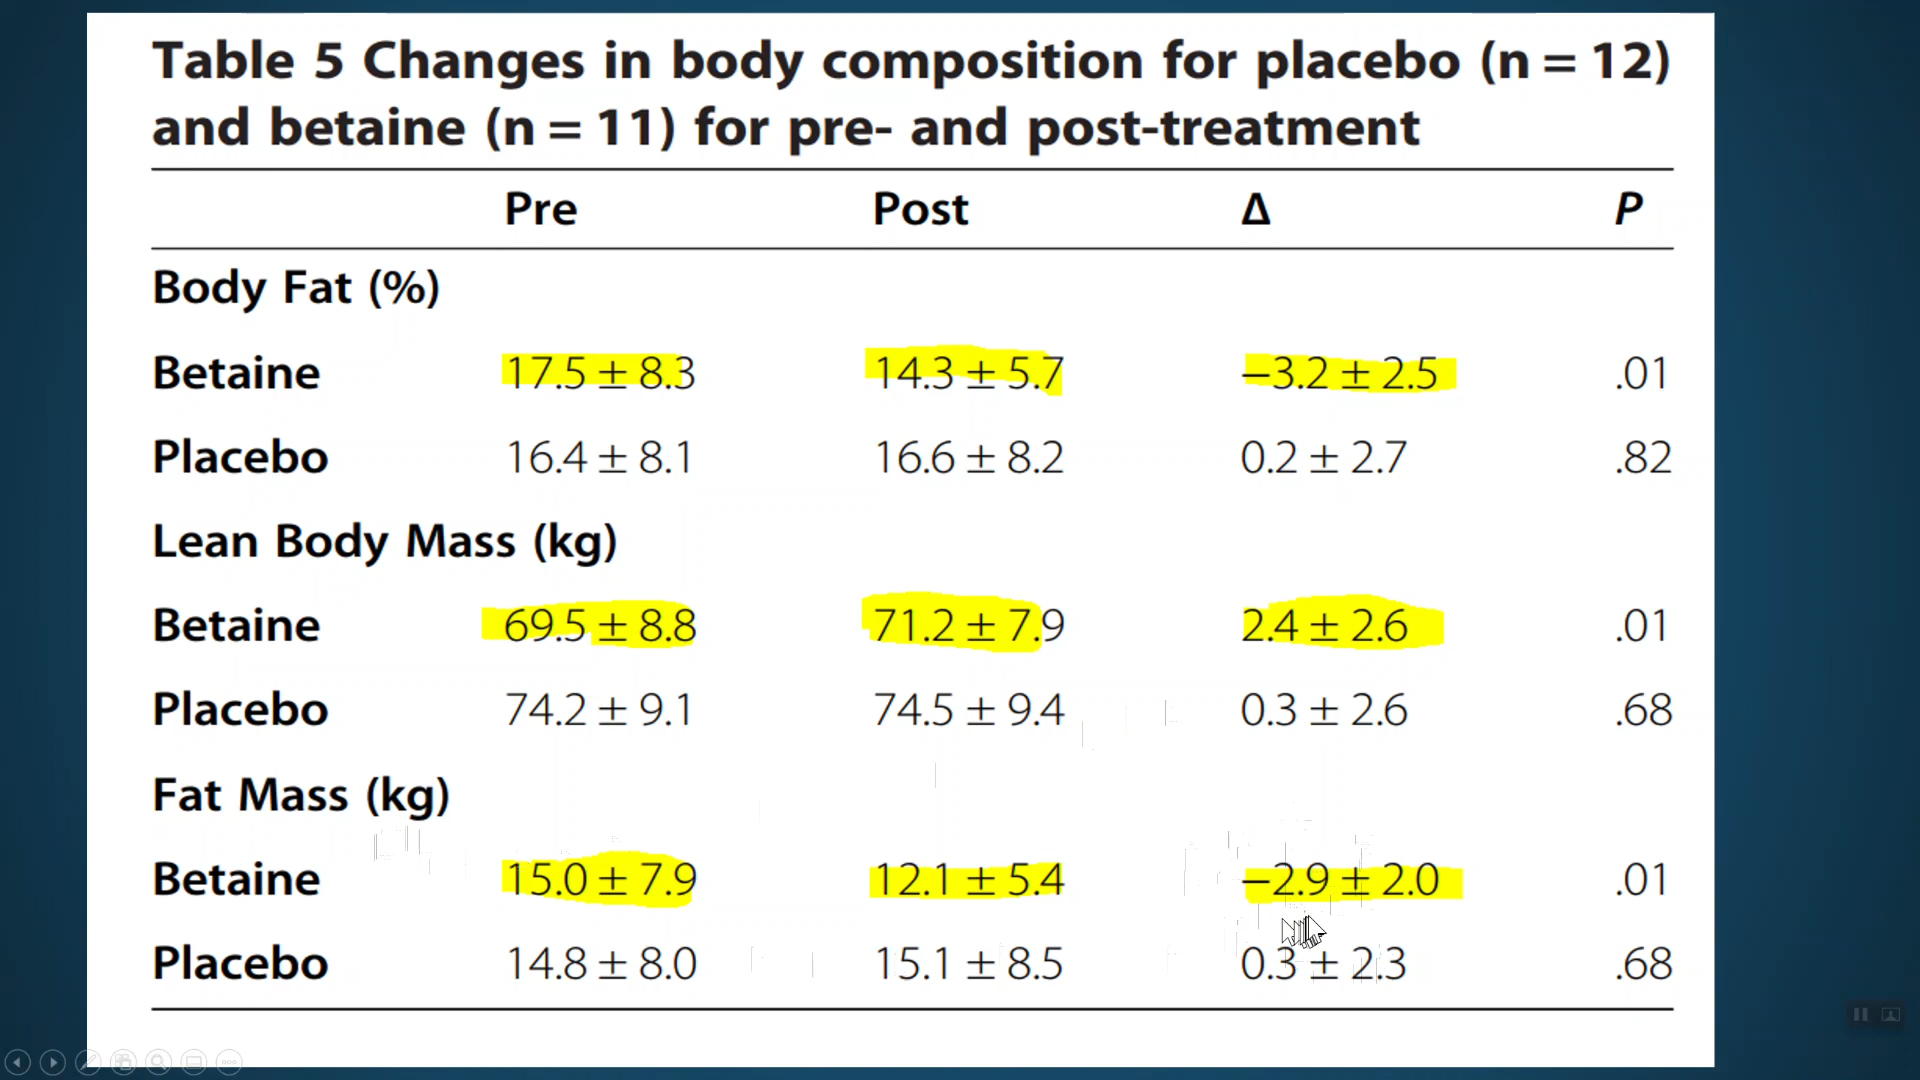 Table 5 Changes in body composition for placebo (n = 12)
and betaine (n = 11) for pre- and post-treatment
Pre Post Δ P
Body Fat (%)
Betaine 17.5 ± 8.3 14.3 ± 5.7 −3.2 ± 2.5 .01
Placebo 16.4 ± 8.1 16.6 ± 8.2 0.2 ± 2.7 .82
Lean Body Mass (kg)
Betaine 69.5 ± 8.8 71.2 ± 7.9 2.4 ± 2.6 .01
Placebo 74.2 ± 9.1 74.5 ± 9.4 0.3 ± 2.6 .68
Fat Mass (kg)
Betaine 15.0 ± 7.9 12.1 ± 5.4 −2.9 ± 2.0 .01
Placebo 14.8 ± 8.0 15.1 ± 8.5 0.3 ± 2.3 .68